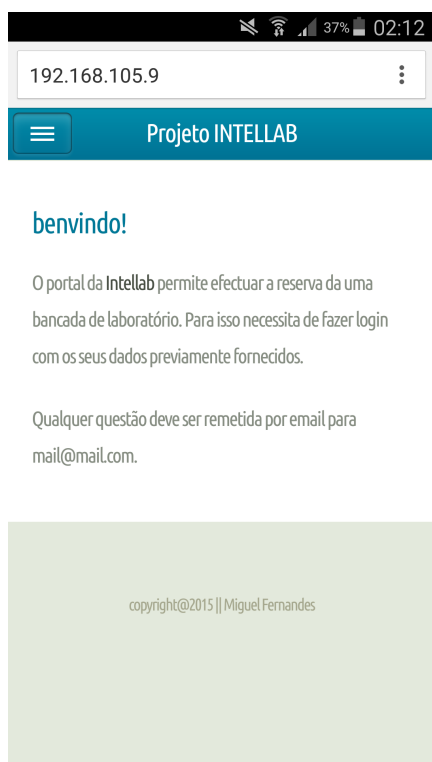 37% 02:12
192.168.105.9
Projeto INTELLAB
benvindo!
O portal da Intellab permite efectuar a reserva da uma
bancada de laboratório. Para isso necessita de fazer login
com os seus dados previamente fornecidos.
Qualquer questão deve ser remetida por email para
mail@mail.com.
copyright@2015 || Miguel Fernandes